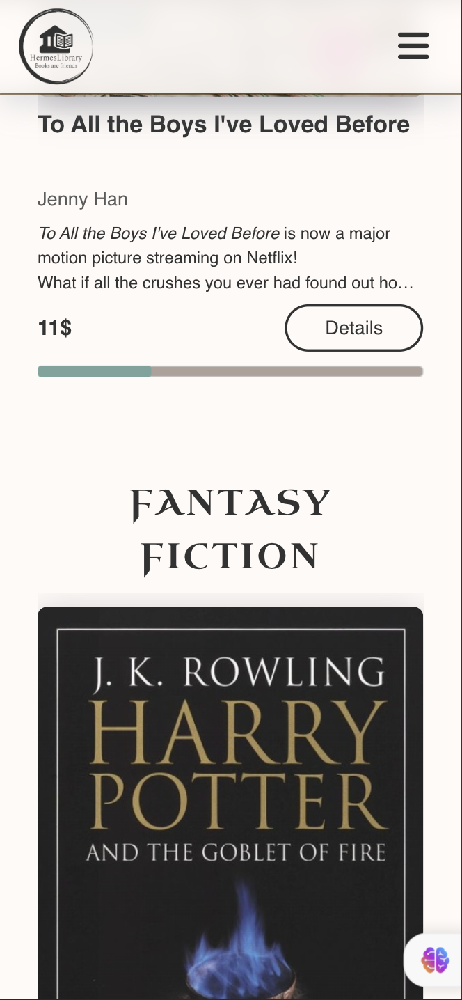 HermesLibrary
Books are friends
To All the Boys I've Loved Before
Jenny Han
To All the Boys I've Loved Before is now a major
motion picture streaming on Netflix!
What if all the crushes you ever had found out ho…
11$
Details
FANTASY
FICTION
J. K. ROWLING
HARRY
POTTER
AND THE GOBLET OF FIRE